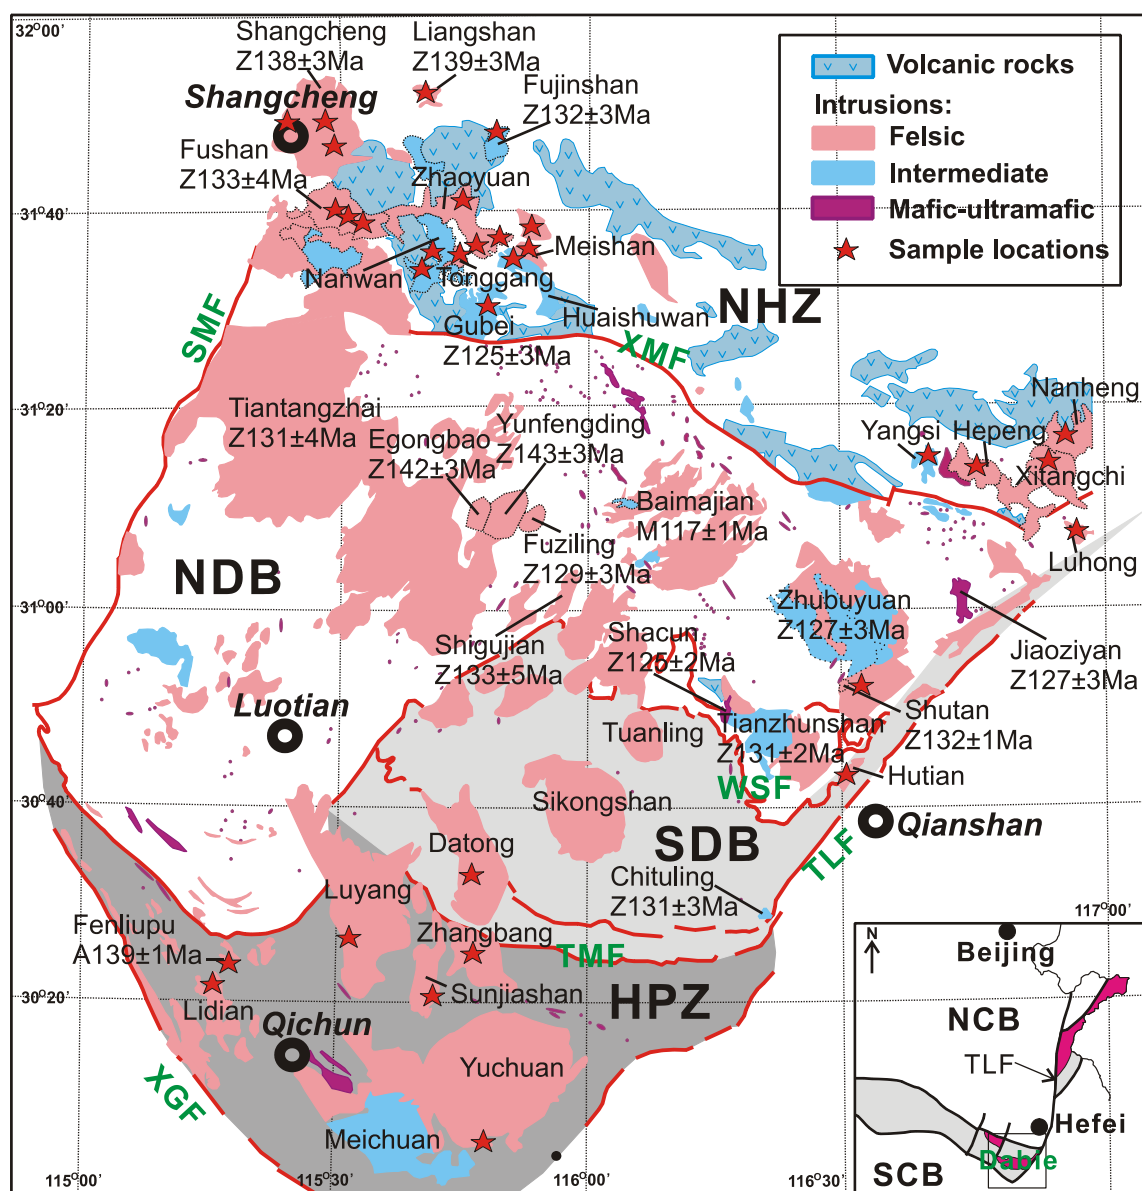 32°00'
Shangcheng
Z138±3Ma
Liangshan
Z139±3Ma
Shangcheng
Fujinshan
Z132±3Ma
Volcanic rocks
Intrusions:
Felsic
Intermediate
Mafic-ultramafic
Sample locations
Fushan
Z133±4Ma
Zhaoyuan
31°40'
Meishan
Nanwan
Tonggang
Huaishuwan
NHZ
Gubei
Z125±3Ma
SMF
XMF
31°20'
Tiantangzhai
Z131±4Ma
Egongbao
Z142±3Ma
Yunfengding
Z143±3Ma
Nanheng
Yangsi
Hepeng
Xitangchi
Baimajian
M117±1Ma
Fuziling
Z129±3Ma
Luhong
NDB
31°00'
Zhubuyuan
Z127±3Ma
Shigujian
Z133±5Ma
Shacun
Z125±2Ma
Jiaoziyan
Z127±3Ma
Luotian
Tuanling
Tianzhunshan
Z131±2Ma
Shutan
Z132±1Ma
Hutian
WSF
30°40'
Sikongshan
SDB
Qianshan
TLF
Datong
Chituling
Z131±3Ma
Luyang
Fenliupu
A139±1Ma
Zhangbang
TMF
30°20'
Lidian
Sunjiashan
HPZ
Qichun
Yuchuan
XGF
Meichuan
115°00'
115°30'
116°00'
116°30'
117°00'
N
Beijing
NCB
TLF
Hefei
Dabie
SCB